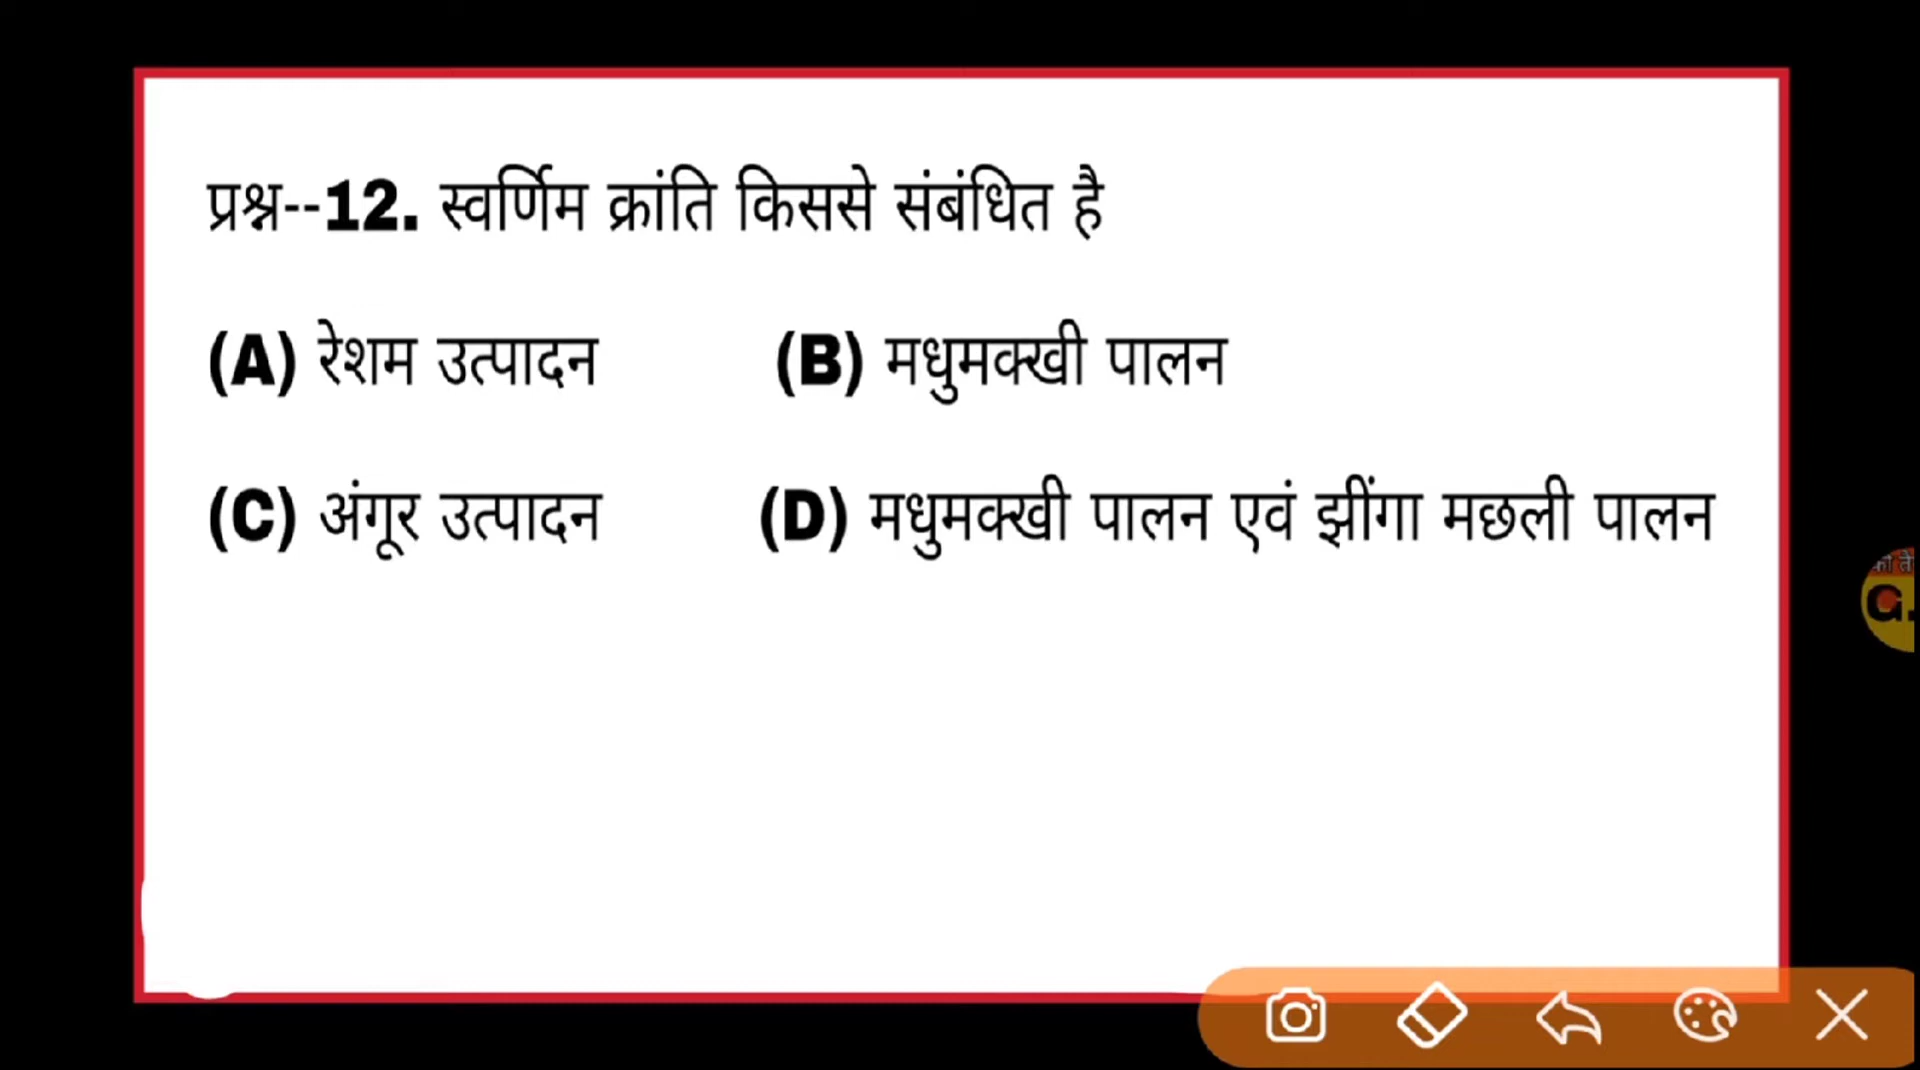 प्रश्न--12. स्वर्णिम क्रांति किससे संबंधित है
(A) रेशम उत्पादन (B) मधुमक्खी पालन
(C) अंगूर उत्पादन (D) मधुमक्खी पालन एवं झींगा मछली पालन
G.